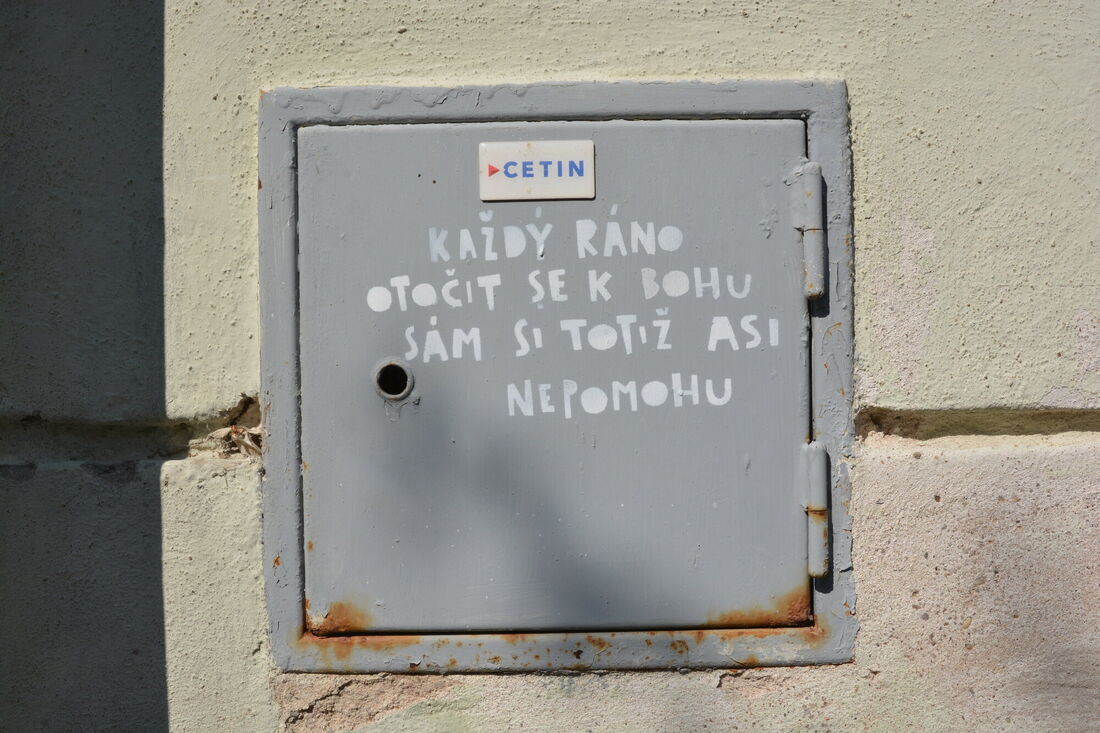 CETIN
KAŽDÝ RÁNO
OTOČIT SE K BOHU
SÁM SI TOTIŽ ASI
NEPOMOHU